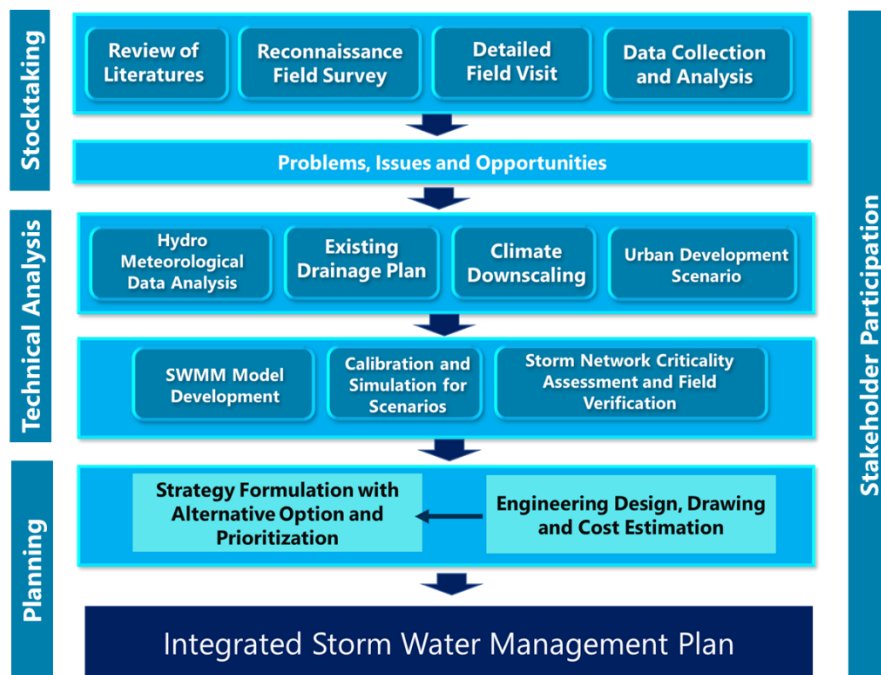 Stocktaking
Review of
Literatures
Reconnaissance
Field Survey
Detailed
Field Visit
Data Collection
and Analysis
Problems, Issues and Opportunities
Technical Analysis
Hydro
Meteorological
Data Analysis
Existing
Drainage Plan
Climate
Downscaling
Urban Development
Scenario
SWMM Model
Development
Calibration and
Simulation for
Scenarios
Storm Network Criticality
Assessment and Field
Verification
Planning
Strategy Formulation with
Alternative Option and
Prioritization
Engineering Design, Drawing
and Cost Estimation
Integrated Storm Water Management Plan
Stakeholder Participation